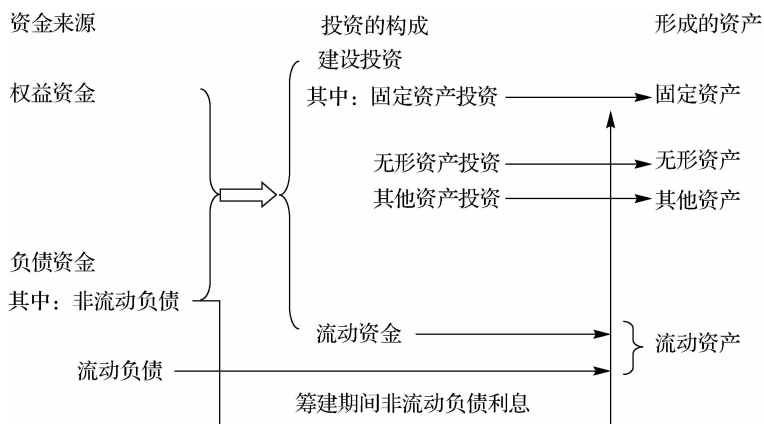 资金来源 投资的构成 形成的资产
建设投资
权益资金 其中：固定资产投资 固定资产
无形资产投资 无形资产
其他资产投资 其他资产
负债资金
其中：非流动负债
流动资金 流动资产
流动负债
筹建期间非流动负债利息